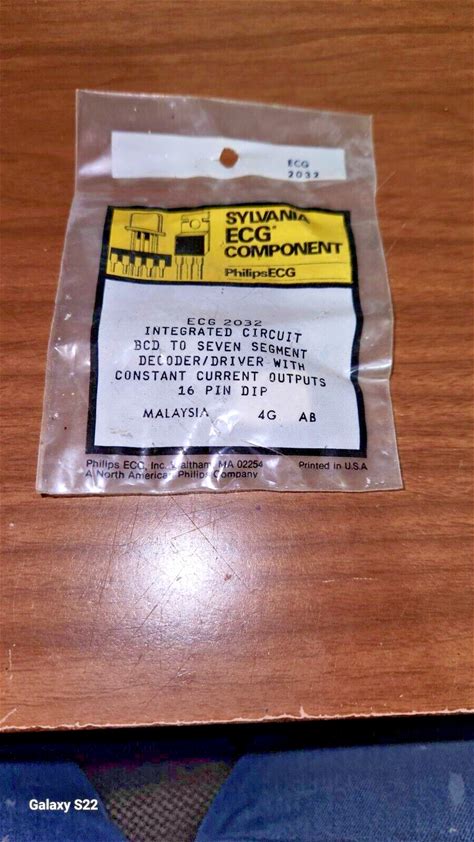 ECG
2032
SYLVANIA
ECG®
COMPONENT
PhilipsECG
ECG 2032
INTEGRATED CIRCUIT
BCD TO SEVEN SEGMENT
DECODER/DRIVER WITH
CONSTANT CURRENT OUTPUTS
16 PIN DIP
MALAYSIA 4G AB
Philips ECG, Inc. Waltham, MA 02254 Printed in U.S.A
A North American Philips Company
Galaxy S22